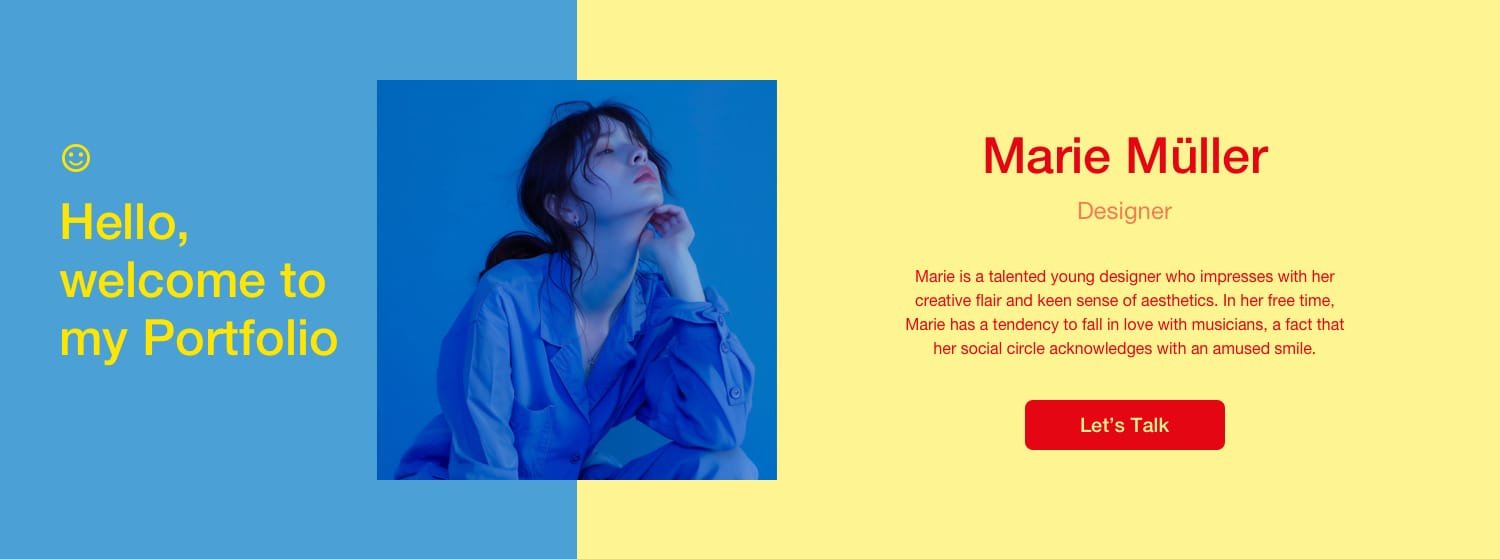 ☺
Hello,
welcome to
my Portfolio
Marie Müller
Designer
Marie is a talented young designer who impresses with her
creative flair and keen sense of aesthetics. In her free time,
Marie has a tendency to fall in love with musicians, a fact that
her social circle acknowledges with an amused smile.
Let's Talk